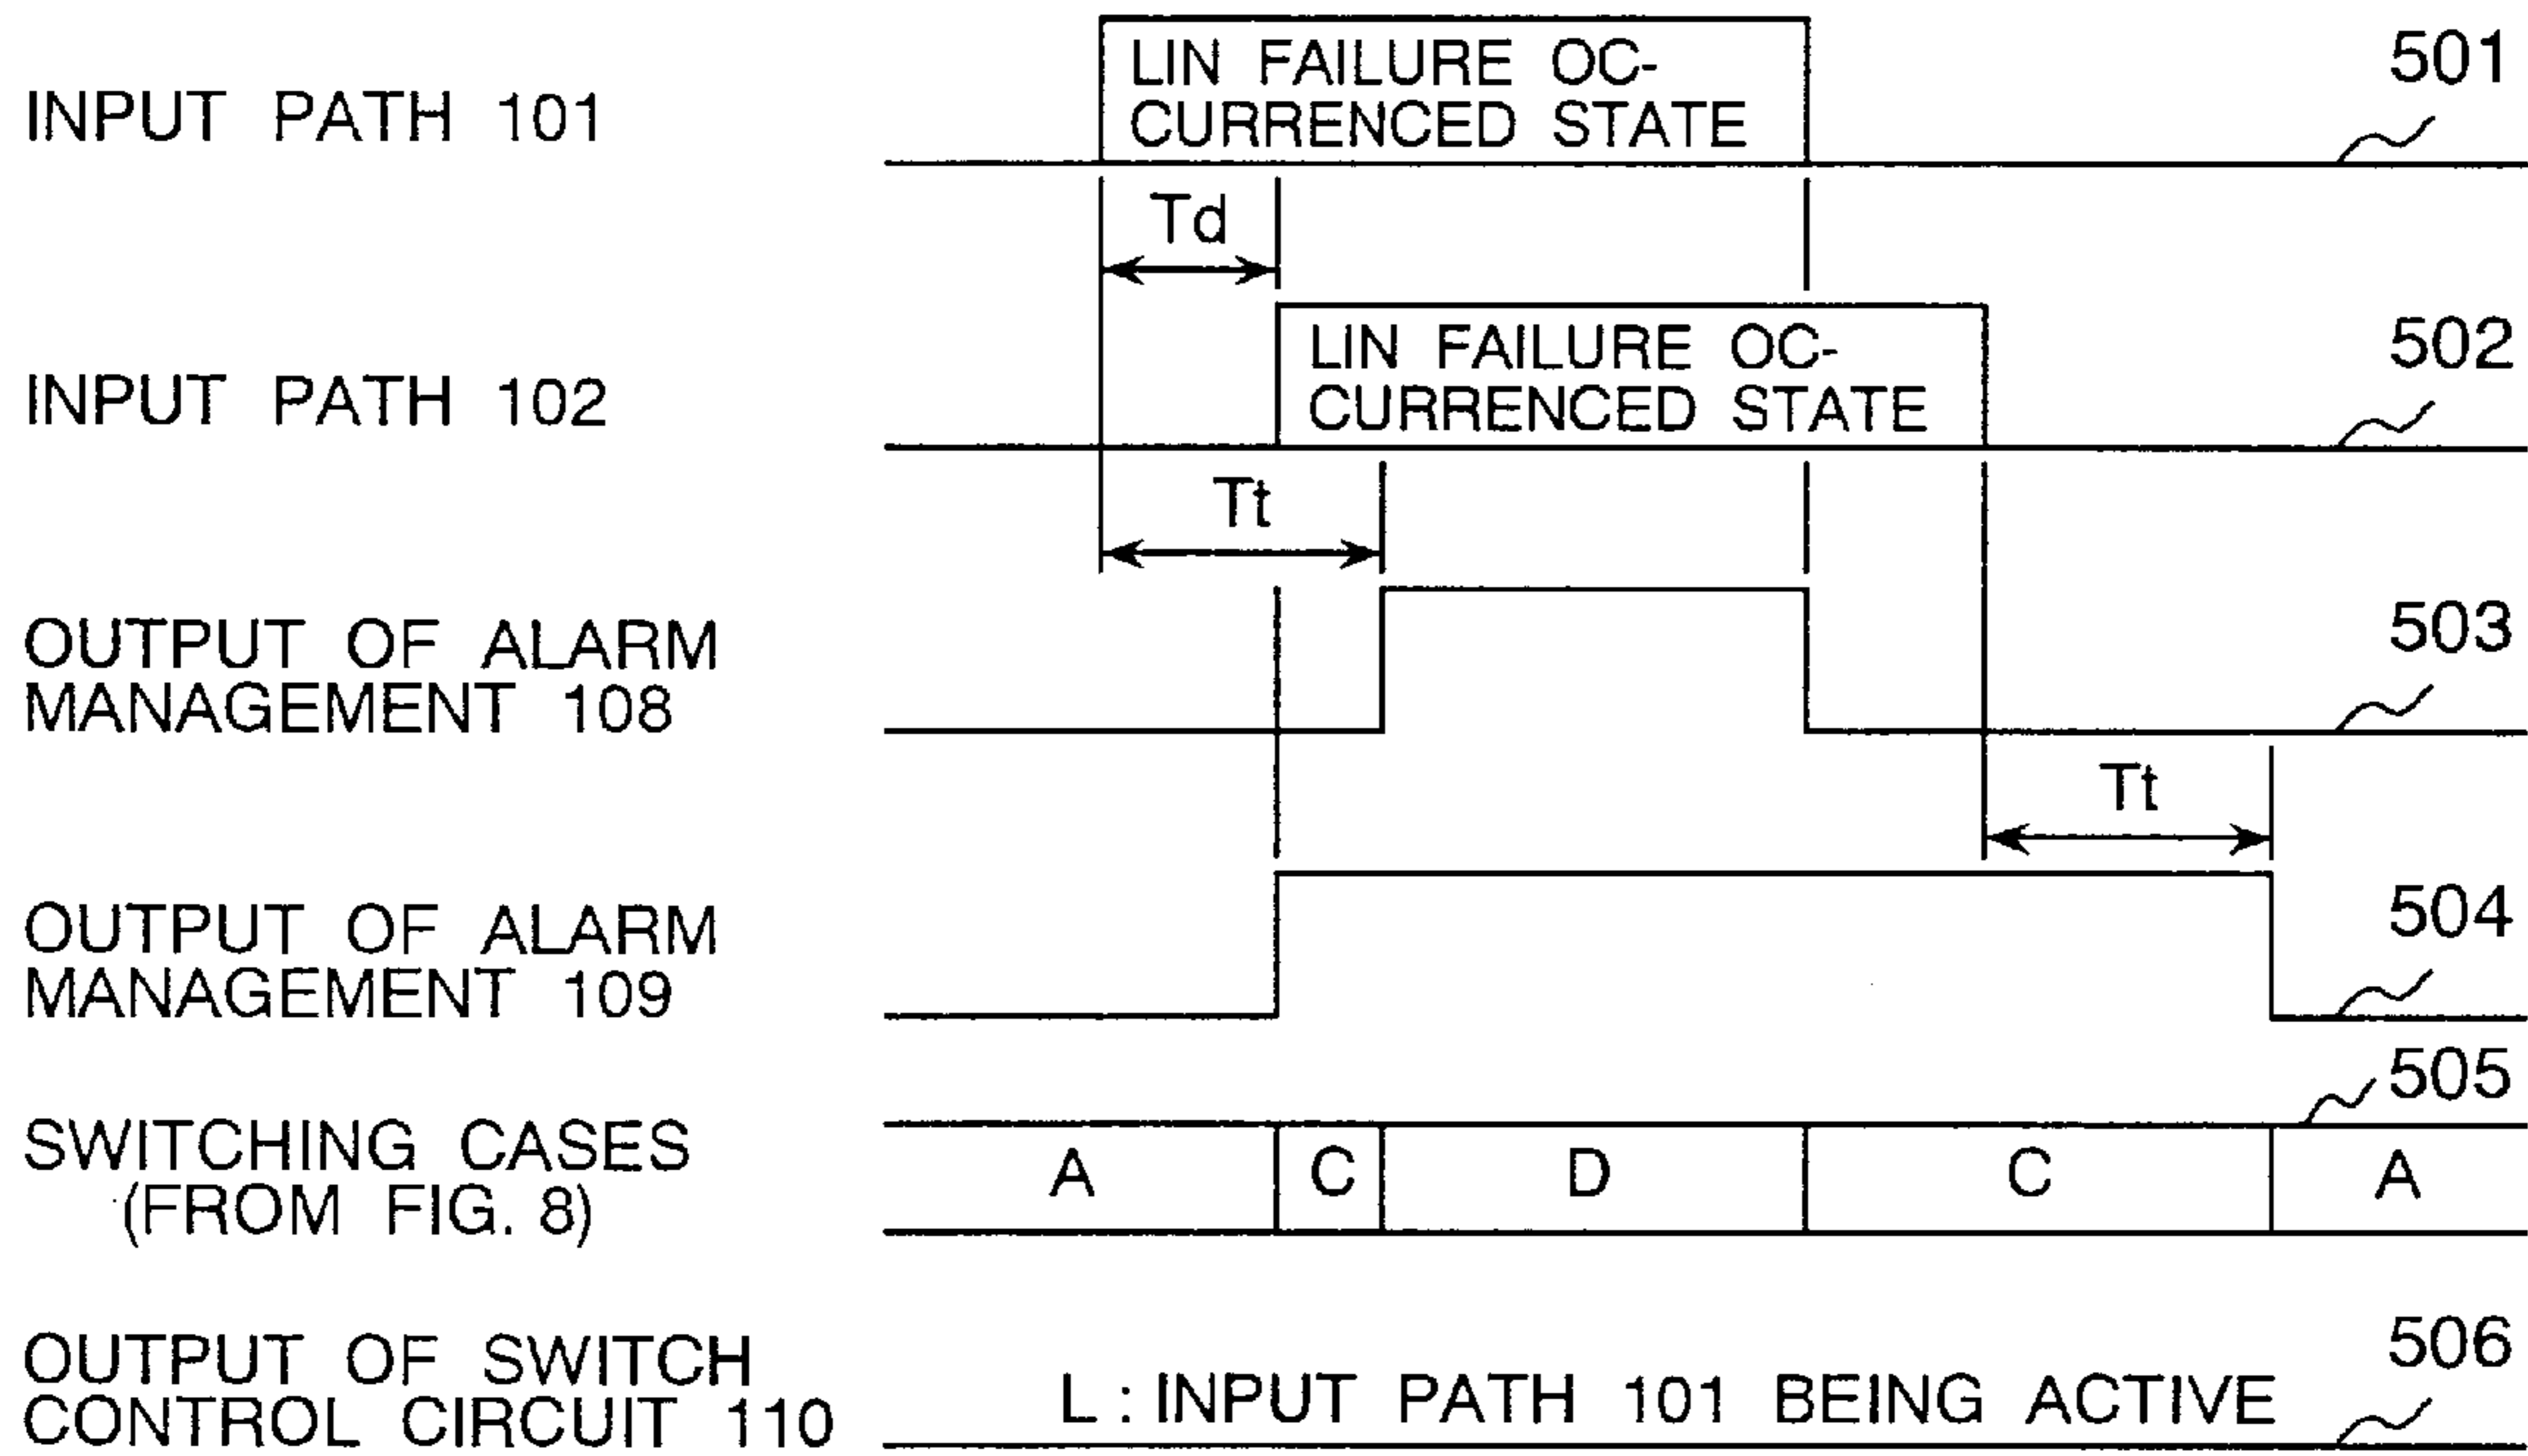 INPUT PATH 101
LIN FAILURE OC-
CURRENCED STATE
501
Td
INPUT PATH 102
LIN FAILURE OC-
CURRENCED STATE
502
Tt
OUTPUT OF ALARM
MANAGEMENT 108
503
Tt
OUTPUT OF ALARM
MANAGEMENT 109
504
SWITCHING CASES
(FROM FIG. 8)
505
A C D C A
OUTPUT OF SWITCH
CONTROL CIRCUIT 110
L : INPUT PATH 101 BEING ACTIVE
506